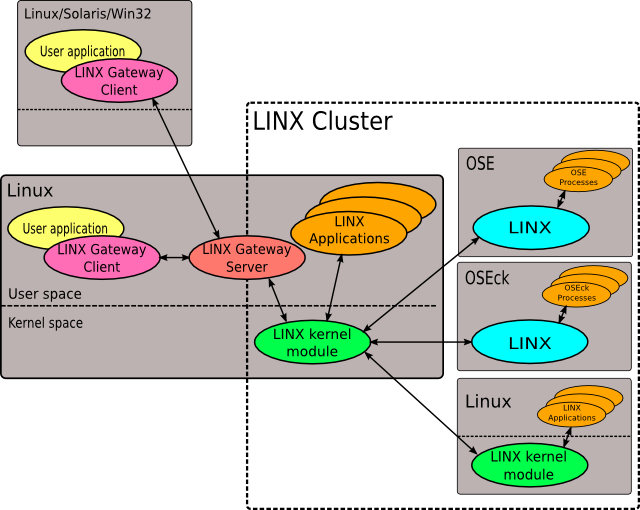 Linux/Solaris/Win32
User application
LINX Gateway
Client
LINX Cluster
Linux
User application
LINX Gateway
Client
LINX Gateway
Server
LINX
Applications
User space
Kernel space
LINX kernel
module
OSE
OSE
Processes
LINX
OSEck
OSEck
Processes
LINX
Linux
LINX
Applications
LINX kernel
module